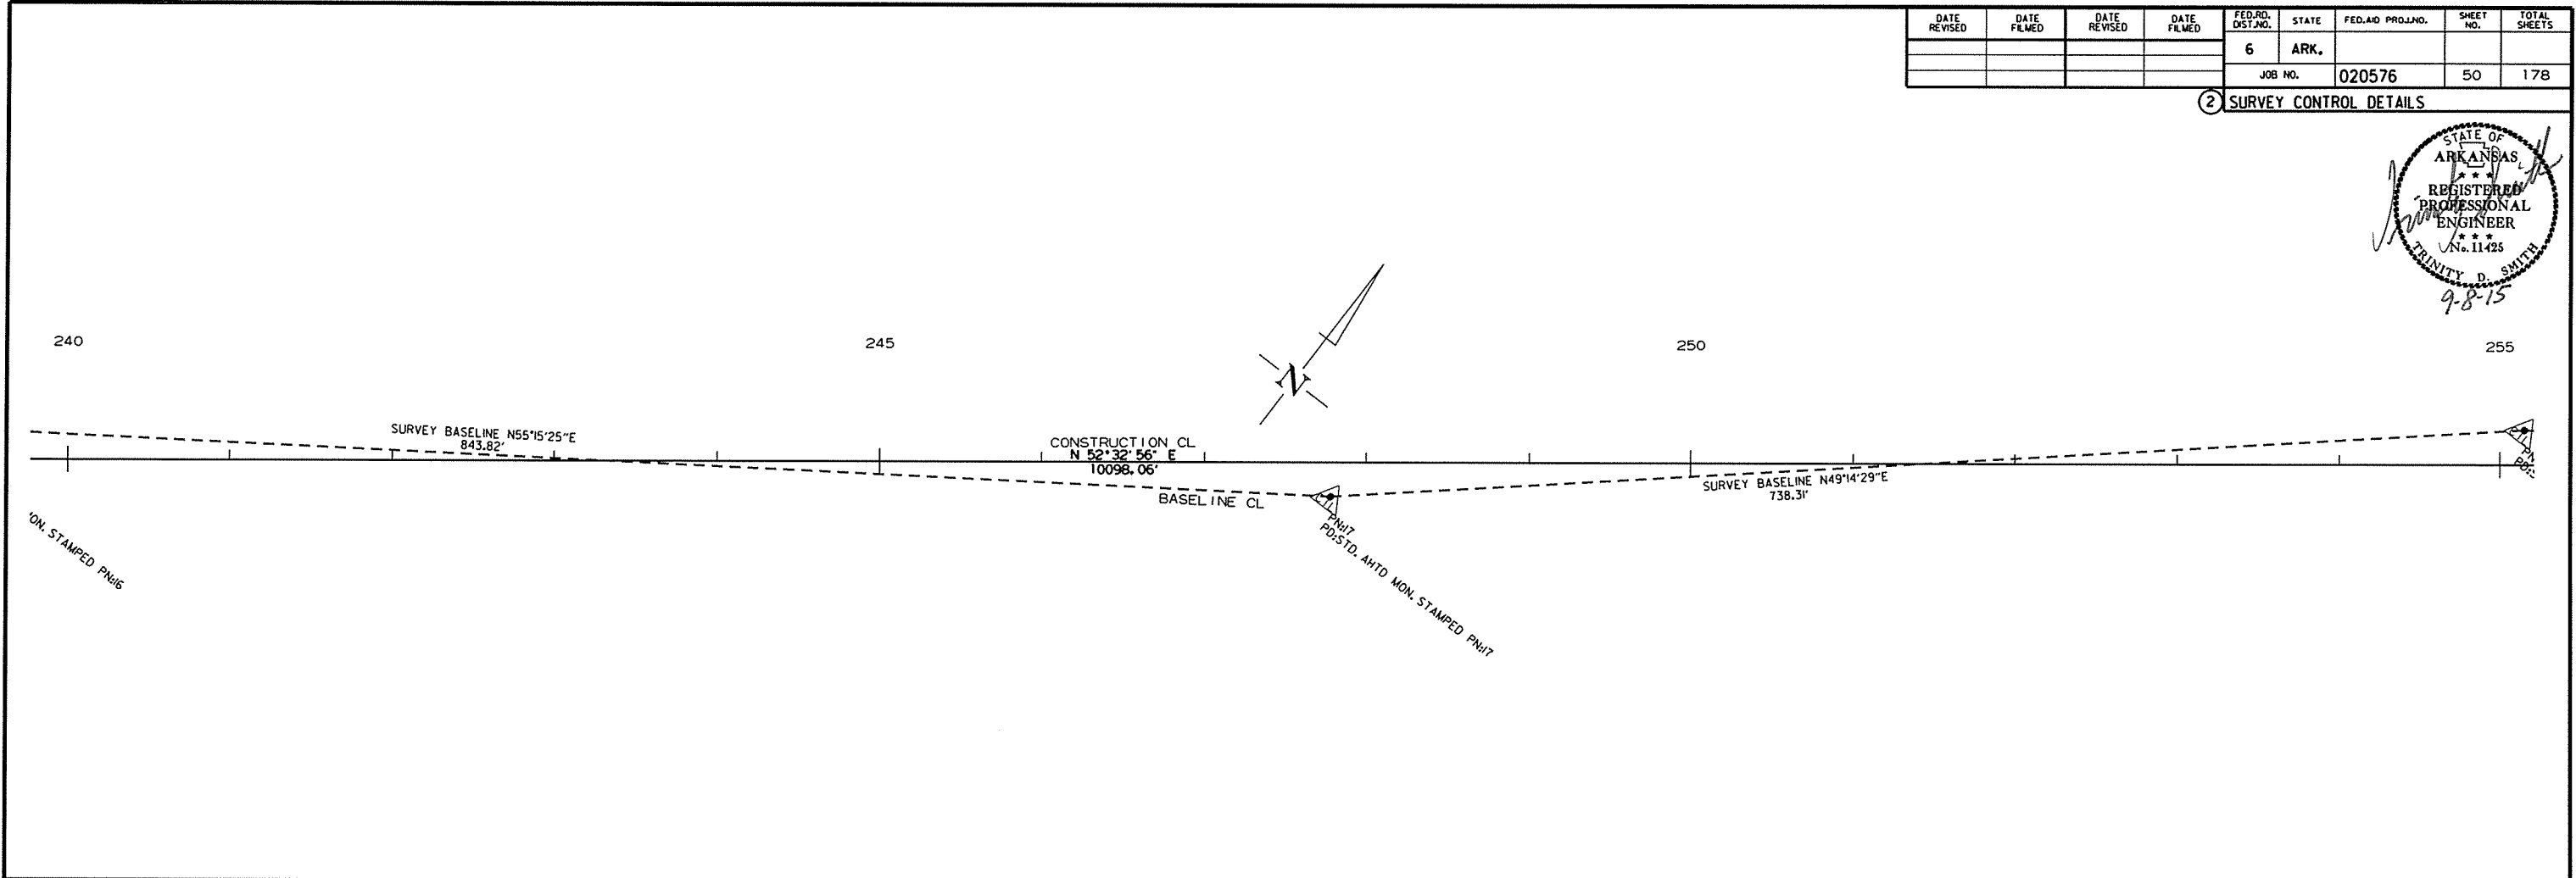 DATE REVISED DATE FILMED DATE REVISED DATE FILMED FED.RD. DIST.NO. STATE FED.AID PROJ.NO. SHEET NO. TOTAL SHEETS
6 ARK.
JOB NO. 020576 50 178
2 SURVEY CONTROL DETAILS
STATE OF
ARKANSAS
★ ★ ★
REGISTERED
PROFESSIONAL
ENGINEER
★ ★ ★
No. 11425
TRINITY D. SMITH
9-8-15
240 245 250 255
N
SURVEY BASELINE N55°15'25"E
843.82'
CONSTRUCTION CL
N 52°32'56" E
10098.06'
BASELINE CL
SURVEY BASELINE N49°14'29"E
738.31'
'ON. STAMPED PN:16
PN:17
PD:STD. AHTD MON. STAMPED PN:17
PN
PD: